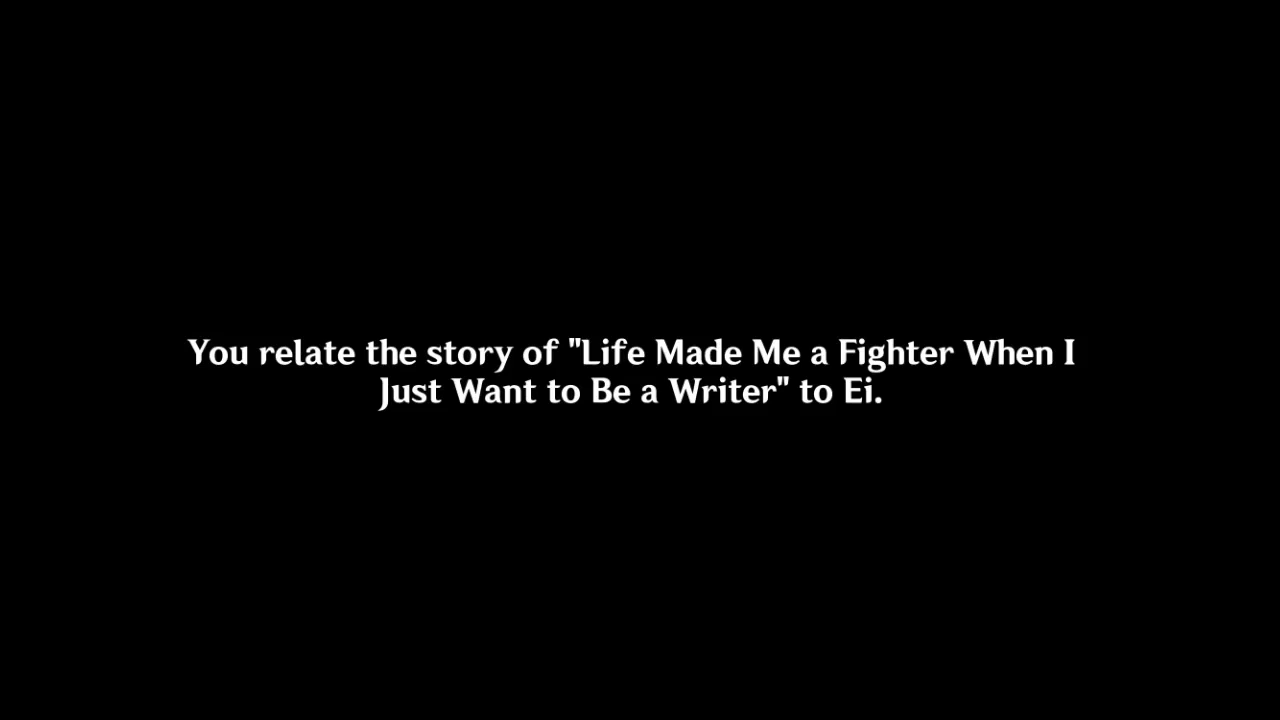 You relate the story of "Life Made Me a Fighter When I
Just Want to Be a Writer" to Ei.